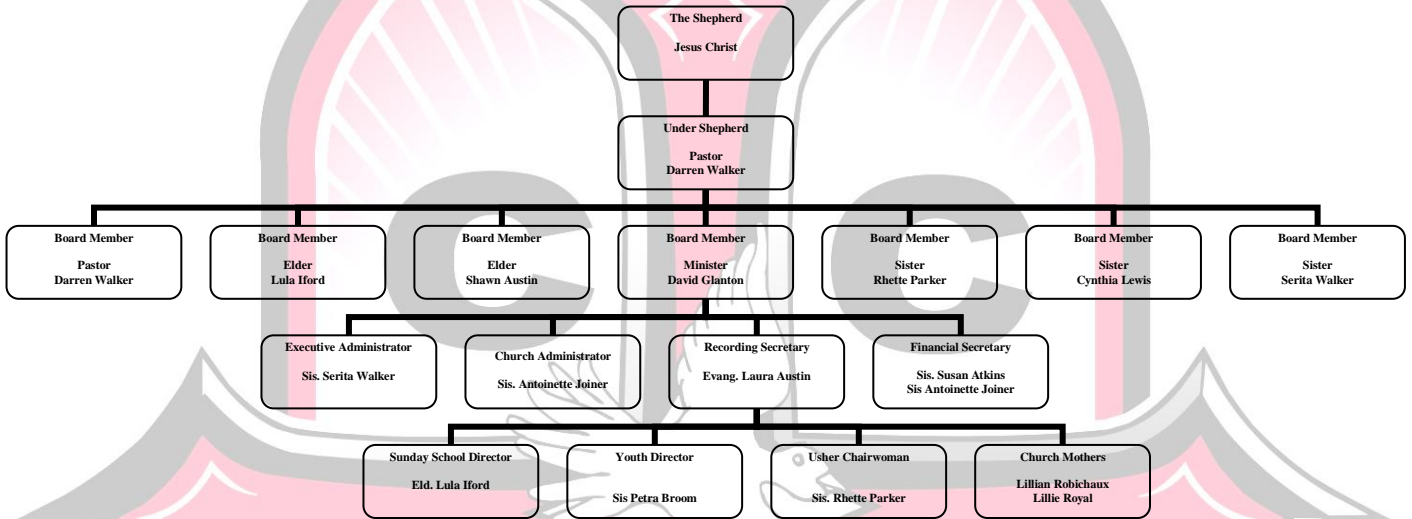 The Shepherd
Jesus Christ
Under Shepherd
Pastor
Darren Walker
Board Member
Pastor
Darren Walker
Board Member
Elder
Lula Iford
Board Member
Elder
Shawn Austin
Board Member
Minister
David Glanton
Board Member
Sister
Rhette Parker
Board Member
Sister
Cynthia Lewis
Board Member
Sister
Serita Walker
Executive Administrator
Sis. Serita Walker
Church Administrator
Sis. Antoinette Joiner
Recording Secretary
Evang. Laura Austin
Financial Secretary
Sis. Susan Atkins
Sis Antoinette Joiner
Sunday School Director
Eld. Lula Iford
Youth Director
Sis Petra Broom
Usher Chairwoman
Sis. Rhette Parker
Church Mothers
Lillian Robichaux
Lillie Royal
C C